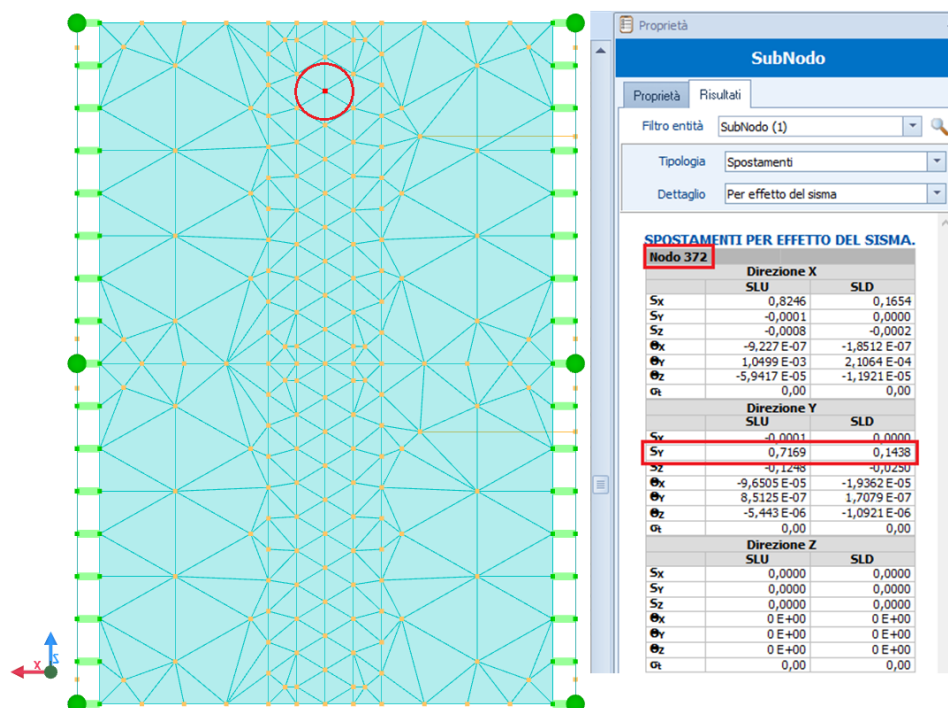 Proprietà
SubNodo
Proprietà Risultati
Filtro entità SubNodo (1)
Tipologia Spostamenti
Dettaglio Per effetto del sisma
SPOSTAMENTI PER EFFETTO DEL SISMA.
Nodo 372
Direzione X
SLU SLD
Sx 0,8246 0,1654
SY -0,0001 0,0000
Sz -0,0008 -0,0002
ΘX -9,227 E-07 -1,8512 E-07
ΘY 1,0499 E-03 2,1064 E-04
ΘZ -5,9417 E-05 -1,1921 E-05
σt 0,00 0,00
Direzione Y
SLU SLD
Sx -0,0001 0,0000
SY 0,7169 0,1438
Sz -0,1248 -0,0250
ΘX -9,6505 E-05 -1,9362 E-05
ΘY 8,5125 E-07 1,7079 E-07
ΘZ -5,443 E-06 -1,0921 E-06
σt 0,00 0,00
Direzione Z
SLU SLD
Sx 0,0000 0,0000
SY 0,0000 0,0000
Sz 0,0000 0,0000
ΘX 0 E+00 0 E+00
ΘY 0 E+00 0 E+00
ΘZ 0 E+00 0 E+00
σt 0,00 0,00
X Z